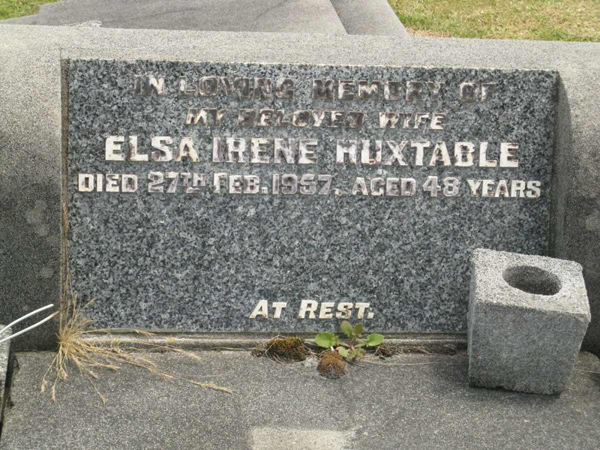 IN LOVING MEMORY OF
MY BELOVED WIFE
ELSA IRENE HUXTABLE
DIED 27TH FEB. 1957. AGED 48 YEARS
AT REST.